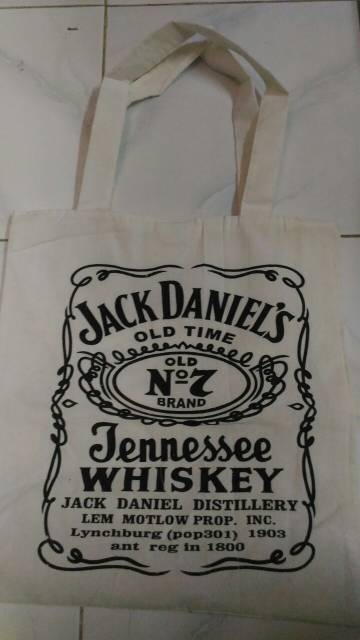 JACK DANIEL'S
OLD TIME
OLD
Nº7
BRAND
Tennessee
WHISKEY
JACK DANIEL DISTILLERY
LEM MOTLOW PROP. INC.
Lynchburg (pop301) 1903
ant reg in 1800